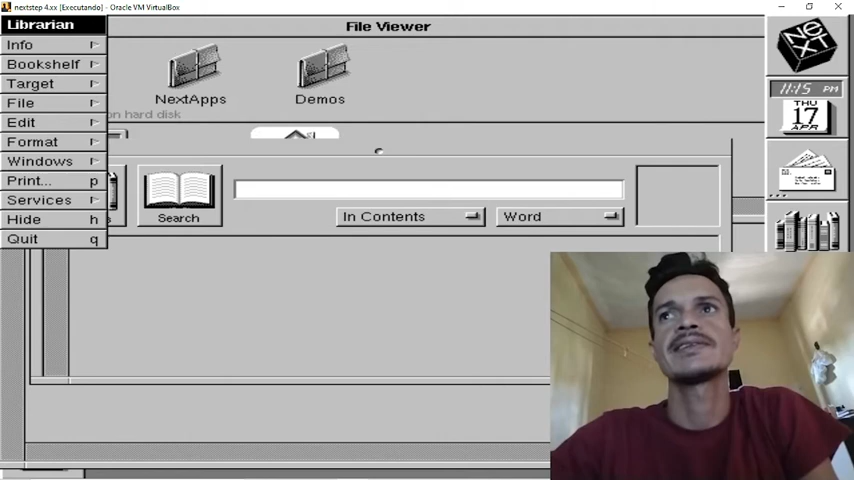 nextstep 4.xx [Executando] - Oracle VM VirtualBox
Librarian
File Viewer
Info
Bookshelf
Target
File
Edit
Format
Windows
Print... p
Services
Hide h
Quit q
NextApps
Demos
on hard disk
Search
In Contents
Word
NeXT
11:15 PM
THU
17
APR